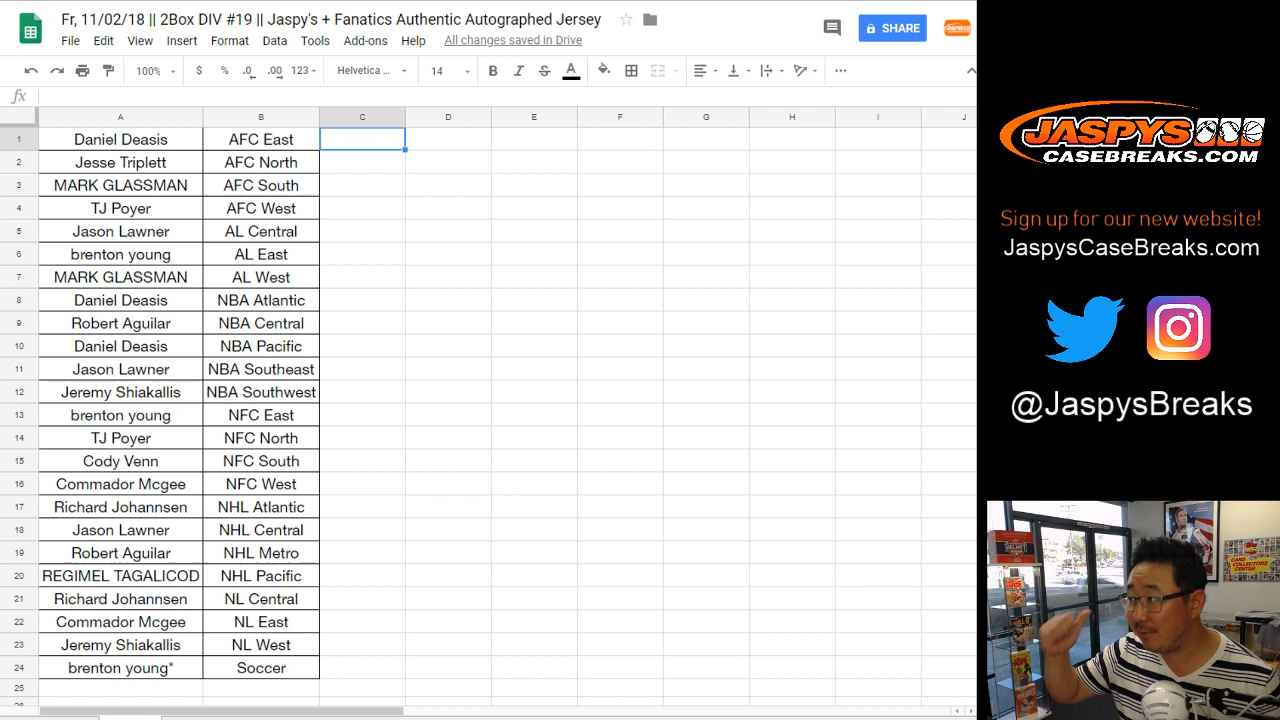 Fr, 11/02/18 || 2Box DIV #19 || Jaspy's + Fanatics Authentic Autographed Jersey
SHARE
File Edit View Insert Format Data Tools Add-ons Help All changes saved in Drive
100% $ % .0 .00 123 Helvetica ... 14 B I S A
fx
A B C D E F G H I J
1 Daniel Deasis AFC East
2 Jesse Triplett AFC North
3 MARK GLASSMAN AFC South
4 TJ Poyer AFC West
5 Jason Lawner AL Central
6 brenton young AL East
7 MARK GLASSMAN AL West
8 Daniel Deasis NBA Atlantic
9 Robert Aguilar NBA Central
10 Daniel Deasis NBA Pacific
11 Jason Lawner NBA Southeast
12 Jeremy Shiakallis NBA Southwest
13 brenton young NFC East
14 TJ Poyer NFC North
15 Cody Venn NFC South
16 Commador Mcgee NFC West
17 Richard Johannsen NHL Atlantic
18 Jason Lawner NHL Central
19 Robert Aguilar NHL Metro
20 REGIMEL TAGALICOD NHL Pacific
21 Richard Johannsen NL Central
22 Commador Mcgee NL East
23 Jeremy Shiakallis NL West
24 brenton young* Soccer
25
JASPYS
CASEBREAKS.COM
Sign up for our new website!
JaspysCaseBreaks.com
@JaspysBreaks
HELMET
topps
CARD
COLLECTORS
CENTER